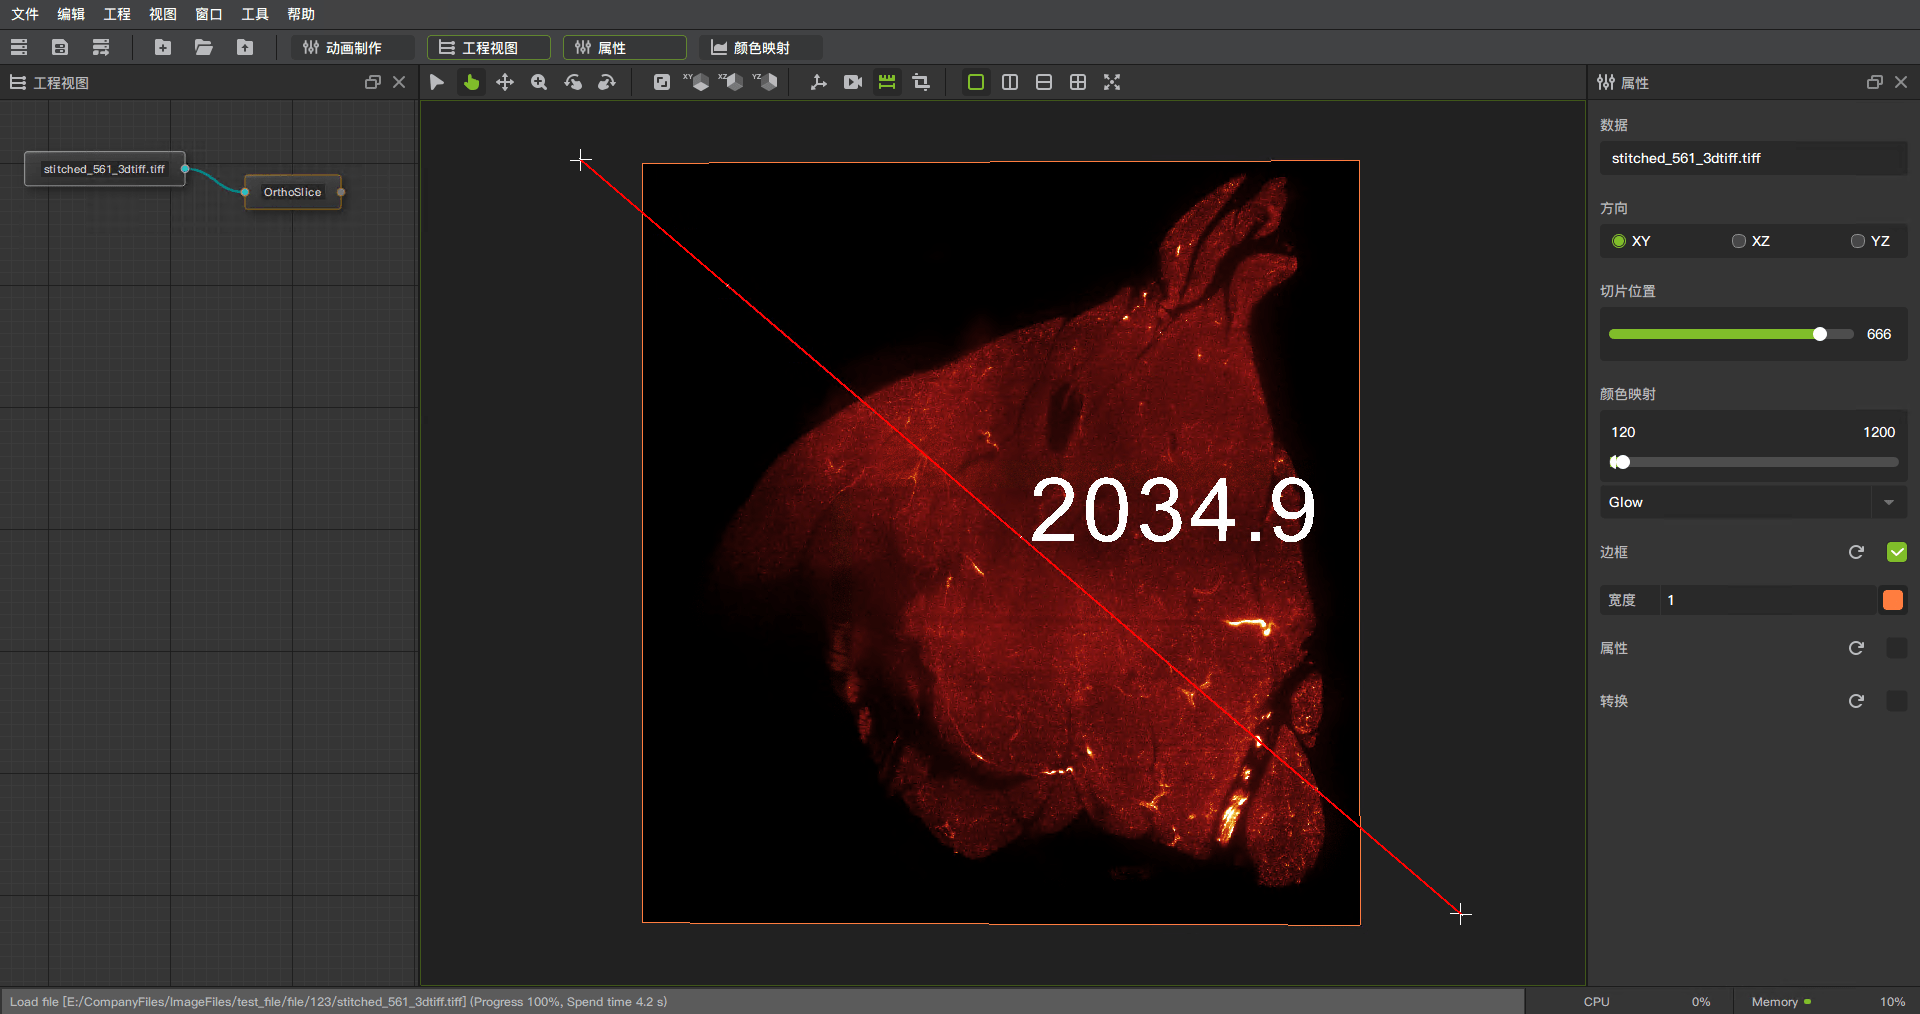 文件 编辑 工程 视图 窗口 工具 帮助
动画制作 工程视图 属性 颜色映射
工程视图
XY XZ YZ
属性
stitched_561_3dtiff.tiff
OrthoSlice
2034.9
数据
stitched_561_3dtiff.tiff
方向
XY XZ YZ
切片位置
666
颜色映射
120 1200
Glow
边框
宽度 1
属性
转换
Load file [E:/CompanyFiles/ImageFiles/test_file/file/123/stitched_561_3dtiff.tiff] (Progress 100%, Spend time 4.2 s)
CPU 0% Memory 10%